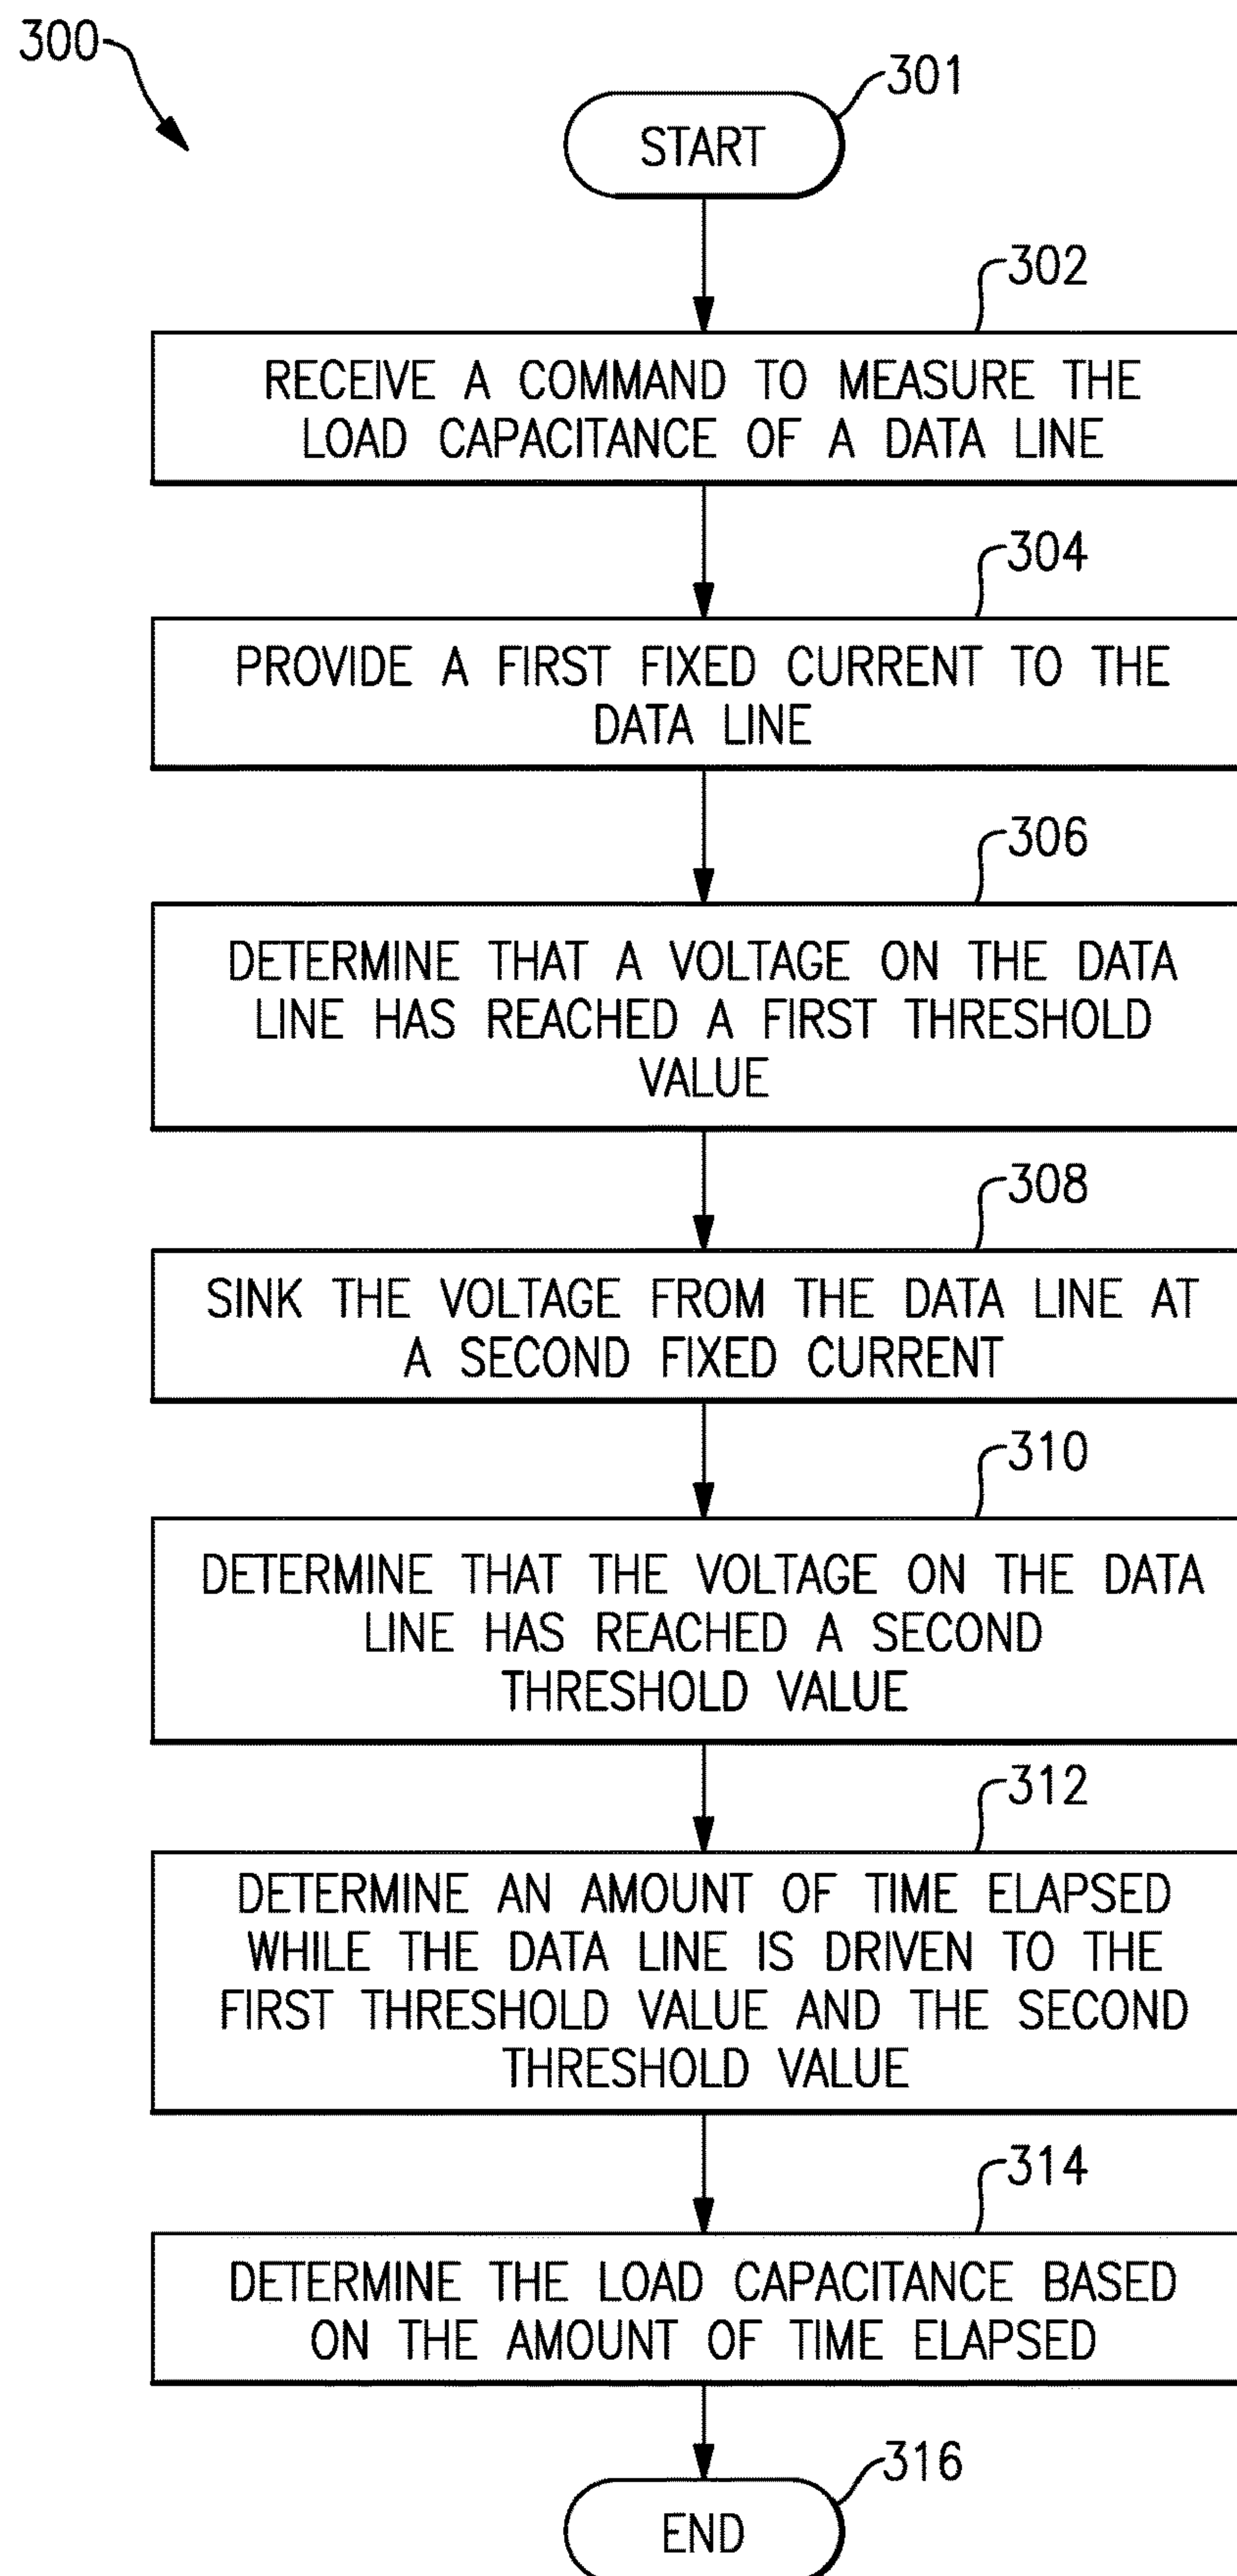 300
301
START
302
RECEIVE A COMMAND TO MEASURE THE
LOAD CAPACITANCE OF A DATA LINE
304
PROVIDE A FIRST FIXED CURRENT TO THE
DATA LINE
306
DETERMINE THAT A VOLTAGE ON THE DATA
LINE HAS REACHED A FIRST THRESHOLD
VALUE
308
SINK THE VOLTAGE FROM THE DATA LINE AT
A SECOND FIXED CURRENT
310
DETERMINE THAT THE VOLTAGE ON THE DATA
LINE HAS REACHED A SECOND
THRESHOLD VALUE
312
DETERMINE AN AMOUNT OF TIME ELAPSED
WHILE THE DATA LINE IS DRIVEN TO THE
FIRST THRESHOLD VALUE AND THE SECOND
THRESHOLD VALUE
314
DETERMINE THE LOAD CAPACITANCE BASED
ON THE AMOUNT OF TIME ELAPSED
316
END